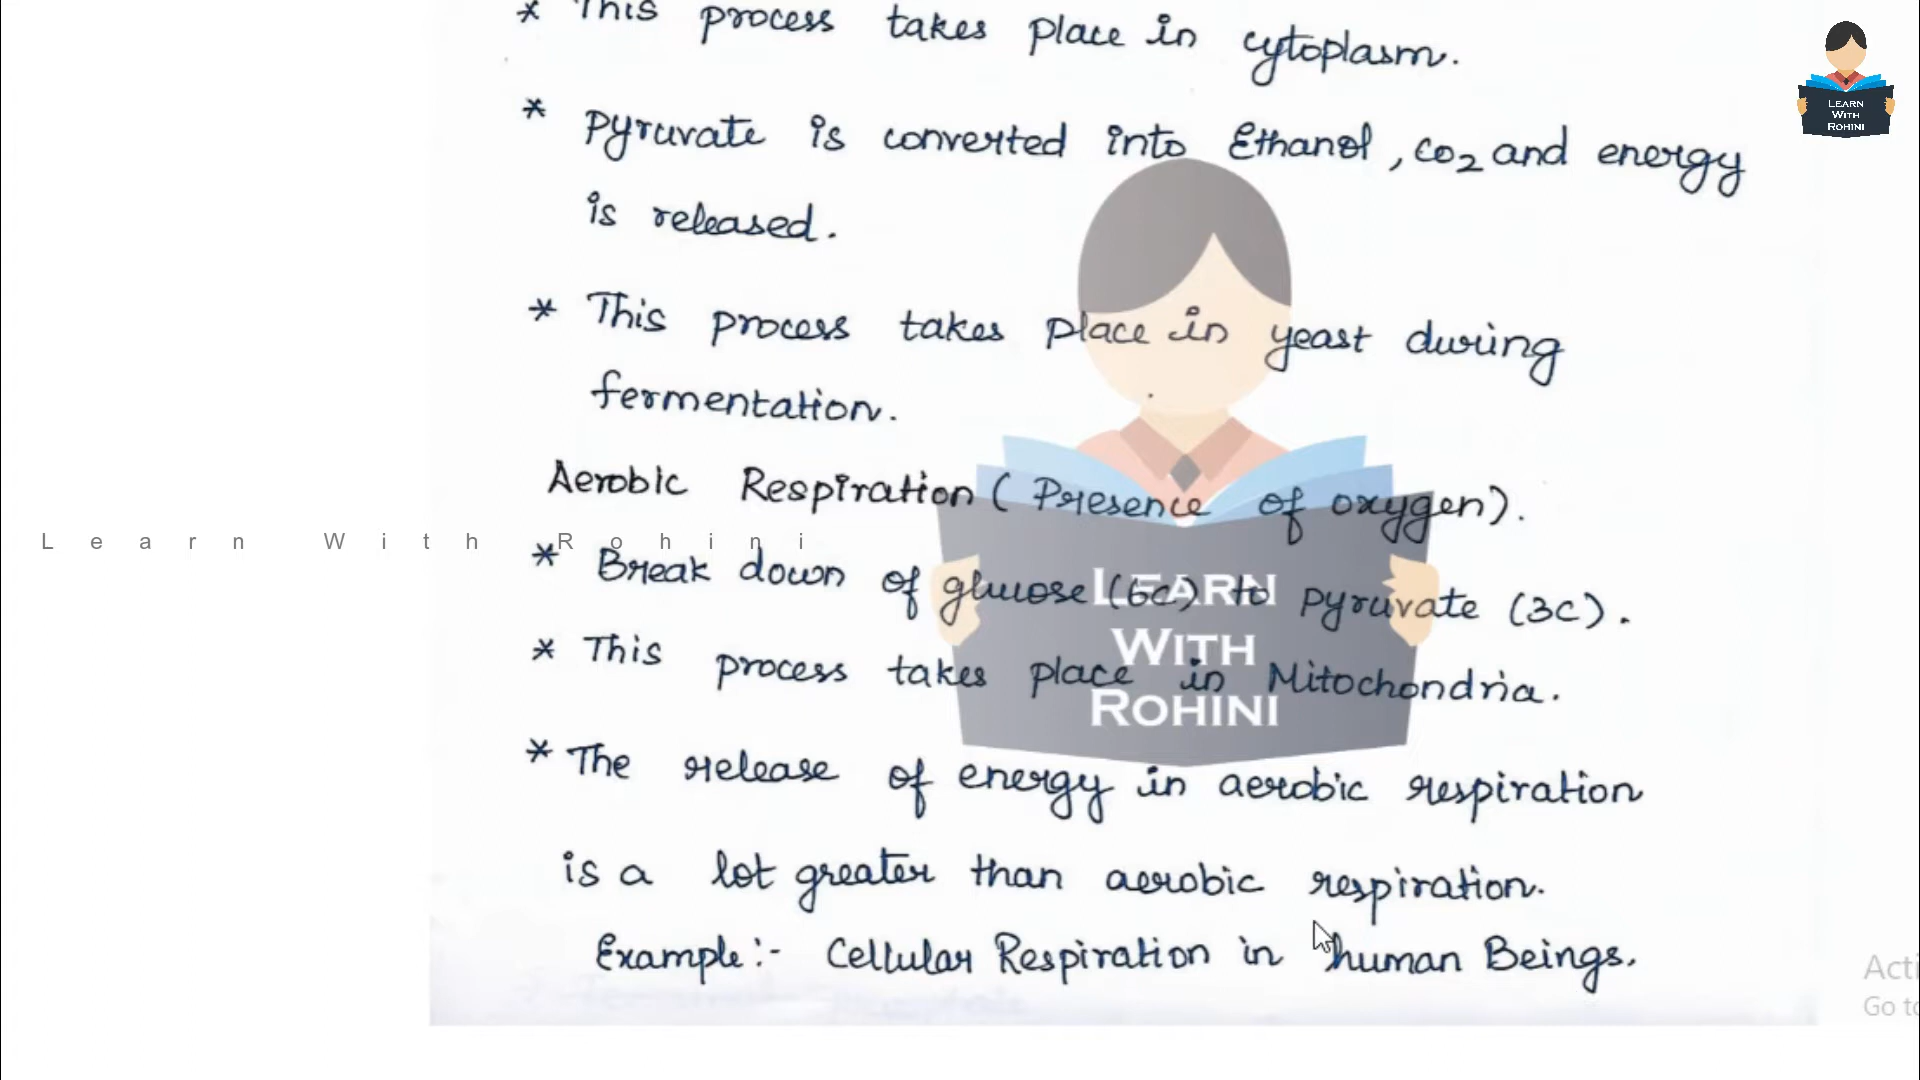 * This process takes place in cytoplasm.
* Pyruvate is converted into Ethanol, CO2 and energy
is released.
* This process takes place in yeast during
fermentation.
Aerobic Respiration (Presence of oxygen).
* Break down of glucose (6C) to pyruvate (3C).
* This process takes place in Mitochondria.
* The release of energy in aerobic respiration
is a lot greater than aerobic respiration.
Example:- Cellular Respiration in human Beings.
Learn With Rohini
LEARN
WITH
ROHINI
LEARN
WITH
ROHINI
Acti
Go to